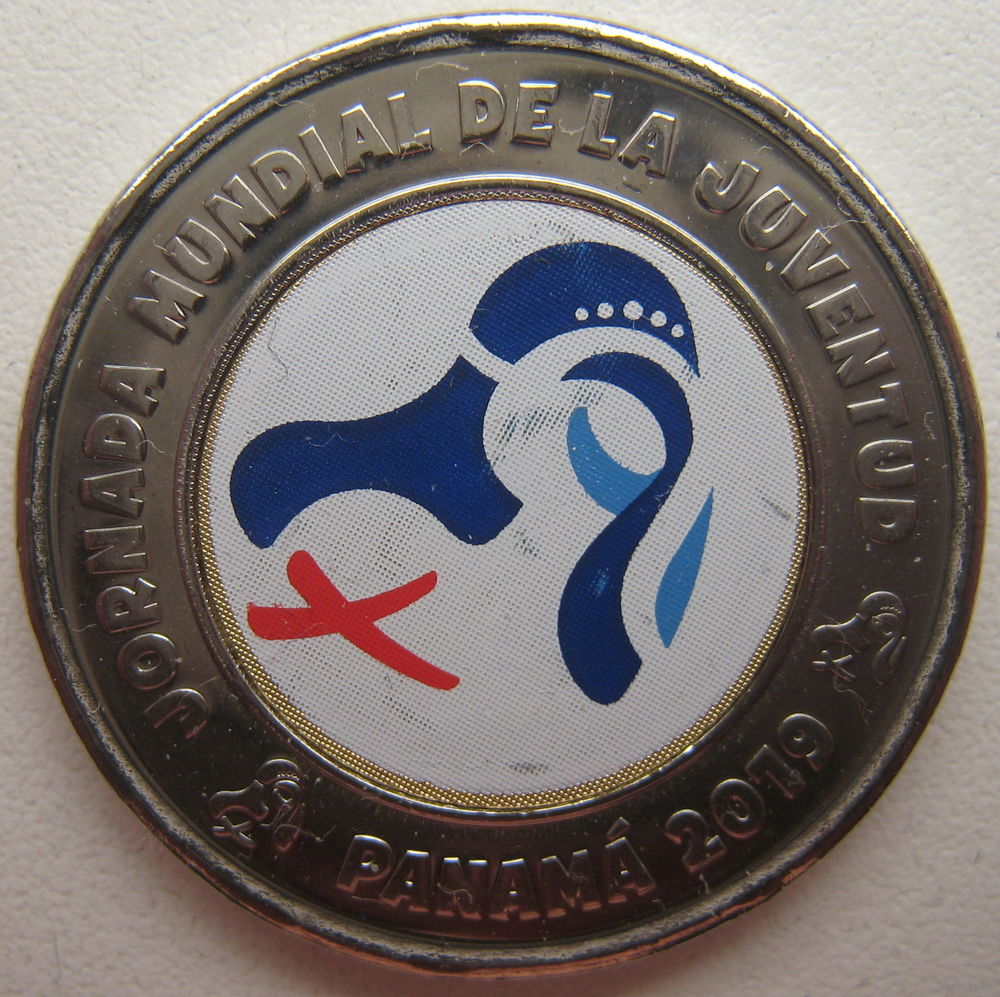 JORNADA MUNDIAL DE LA JUVENTUD
PANAMÁ 2019